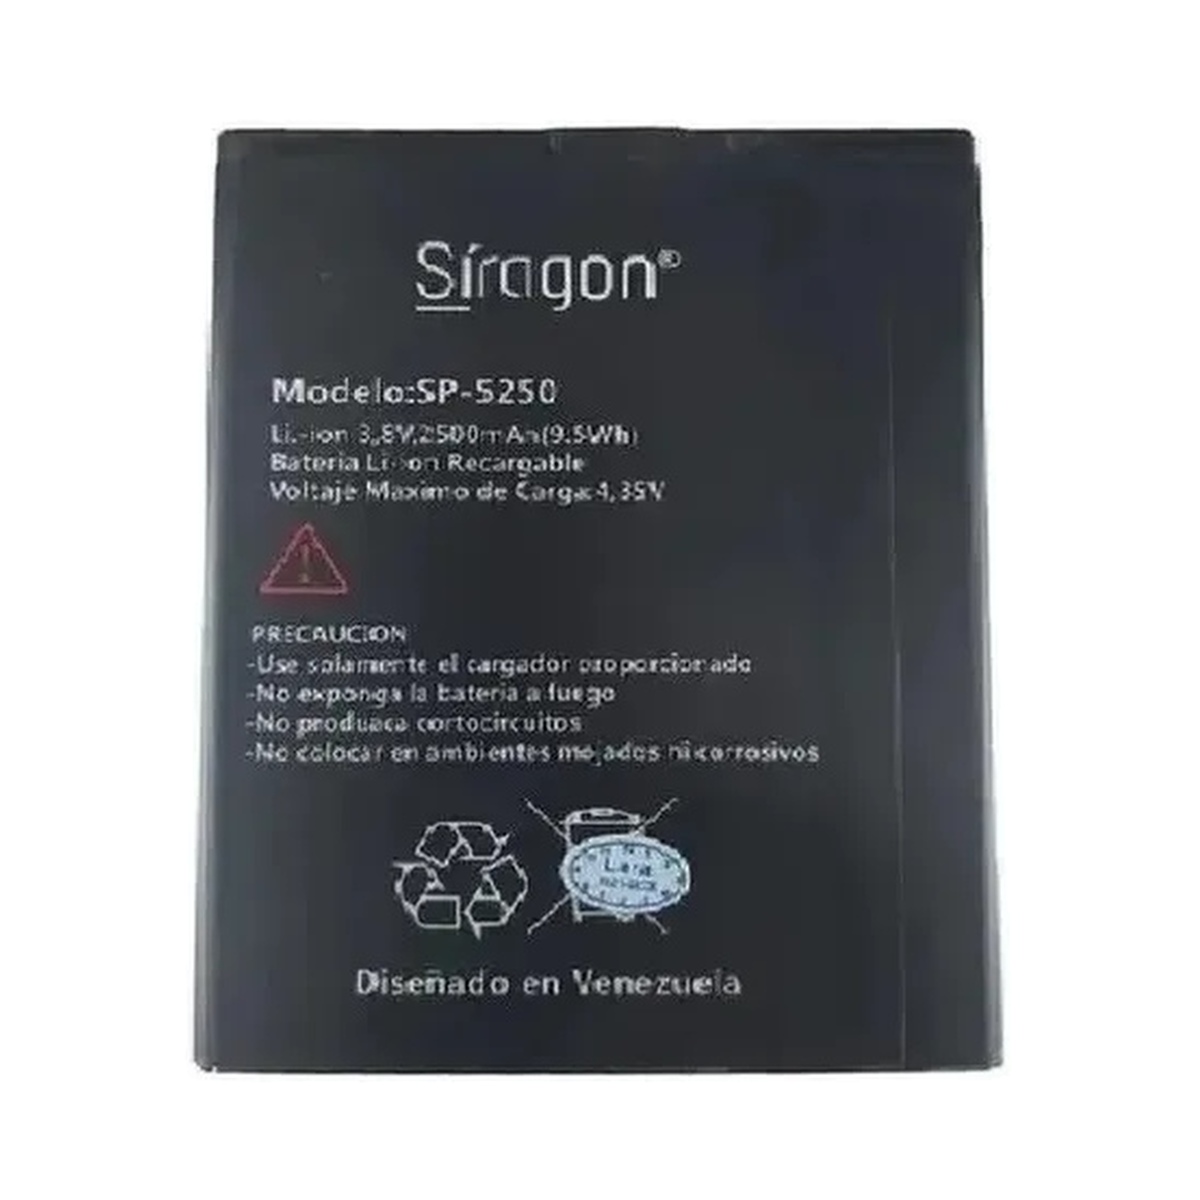 Síragon®
Modelo:SP-5250
Li-ion 3,8V,2500mAh(9.5Wh)
Bateria Li-ion Recargable
Voltaje Maximo de Carga:4,35V
PRECAUCION
-Use solamente el cargador proporcionado
-No exponga la bateria a fuego
-No produzca cortocircuitos
-No colocar en ambientes mojados ni corrosivos
Diseñado en Venezuela